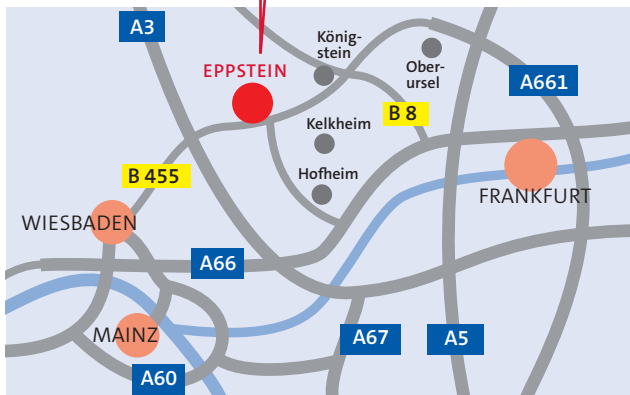 A3
König-
stein
Ober-
ursel
EPPSTEIN
A661
B 8
Kelkheim
B 455
Hofheim
FRANKFURT
WIESBADEN
A66
MAINZ
A67
A5
A60